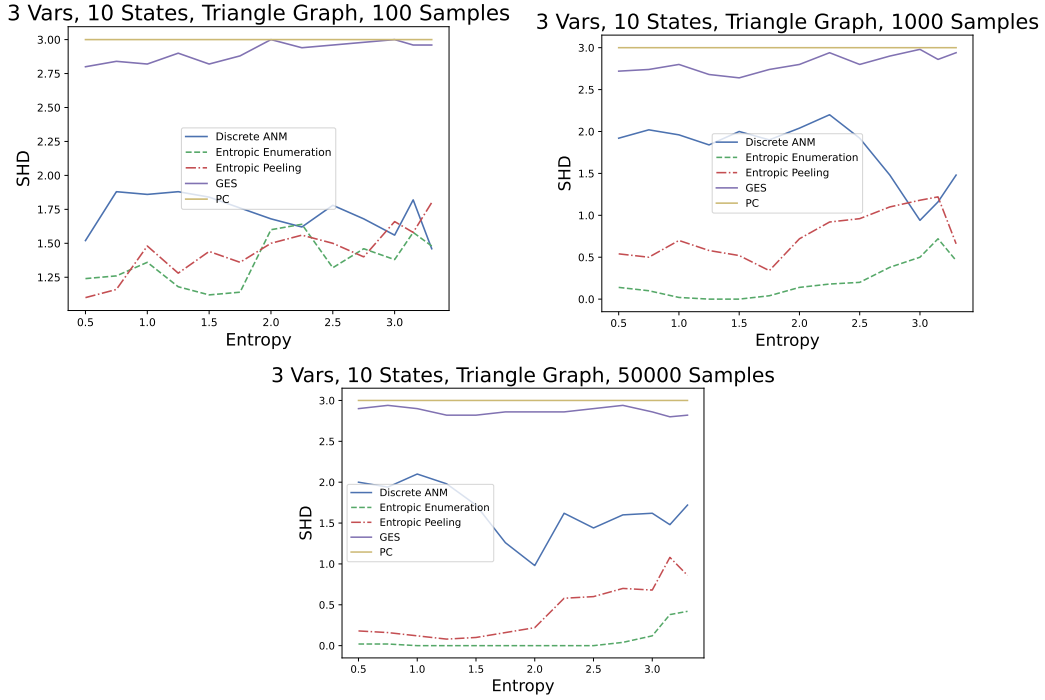 3 Vars, 10 States, Triangle Graph, 100 Samples
3.00
2.75
2.50
2.25
2.00
1.75
1.50
1.25
SHD
Discrete ANM
Entropic Enumeration
Entropic Peeling
GES
PC
0.5
1.0
1.5
2.0
2.5
3.0
Entropy
3 Vars, 10 States, Triangle Graph, 1000 Samples
3.0
2.5
2.0
1.5
1.0
0.5
0.0
SHD
Discrete ANM
Entropic Enumeration
Entropic Peeling
GES
PC
0.5
1.0
1.5
2.0
2.5
3.0
Entropy
3 Vars, 10 States, Triangle Graph, 50000 Samples
3.0
2.5
2.0
1.5
1.0
0.5
0.0
SHD
Discrete ANM
Entropic Enumeration
Entropic Peeling
GES
PC
0.5
1.0
1.5
2.0
2.5
3.0
Entropy